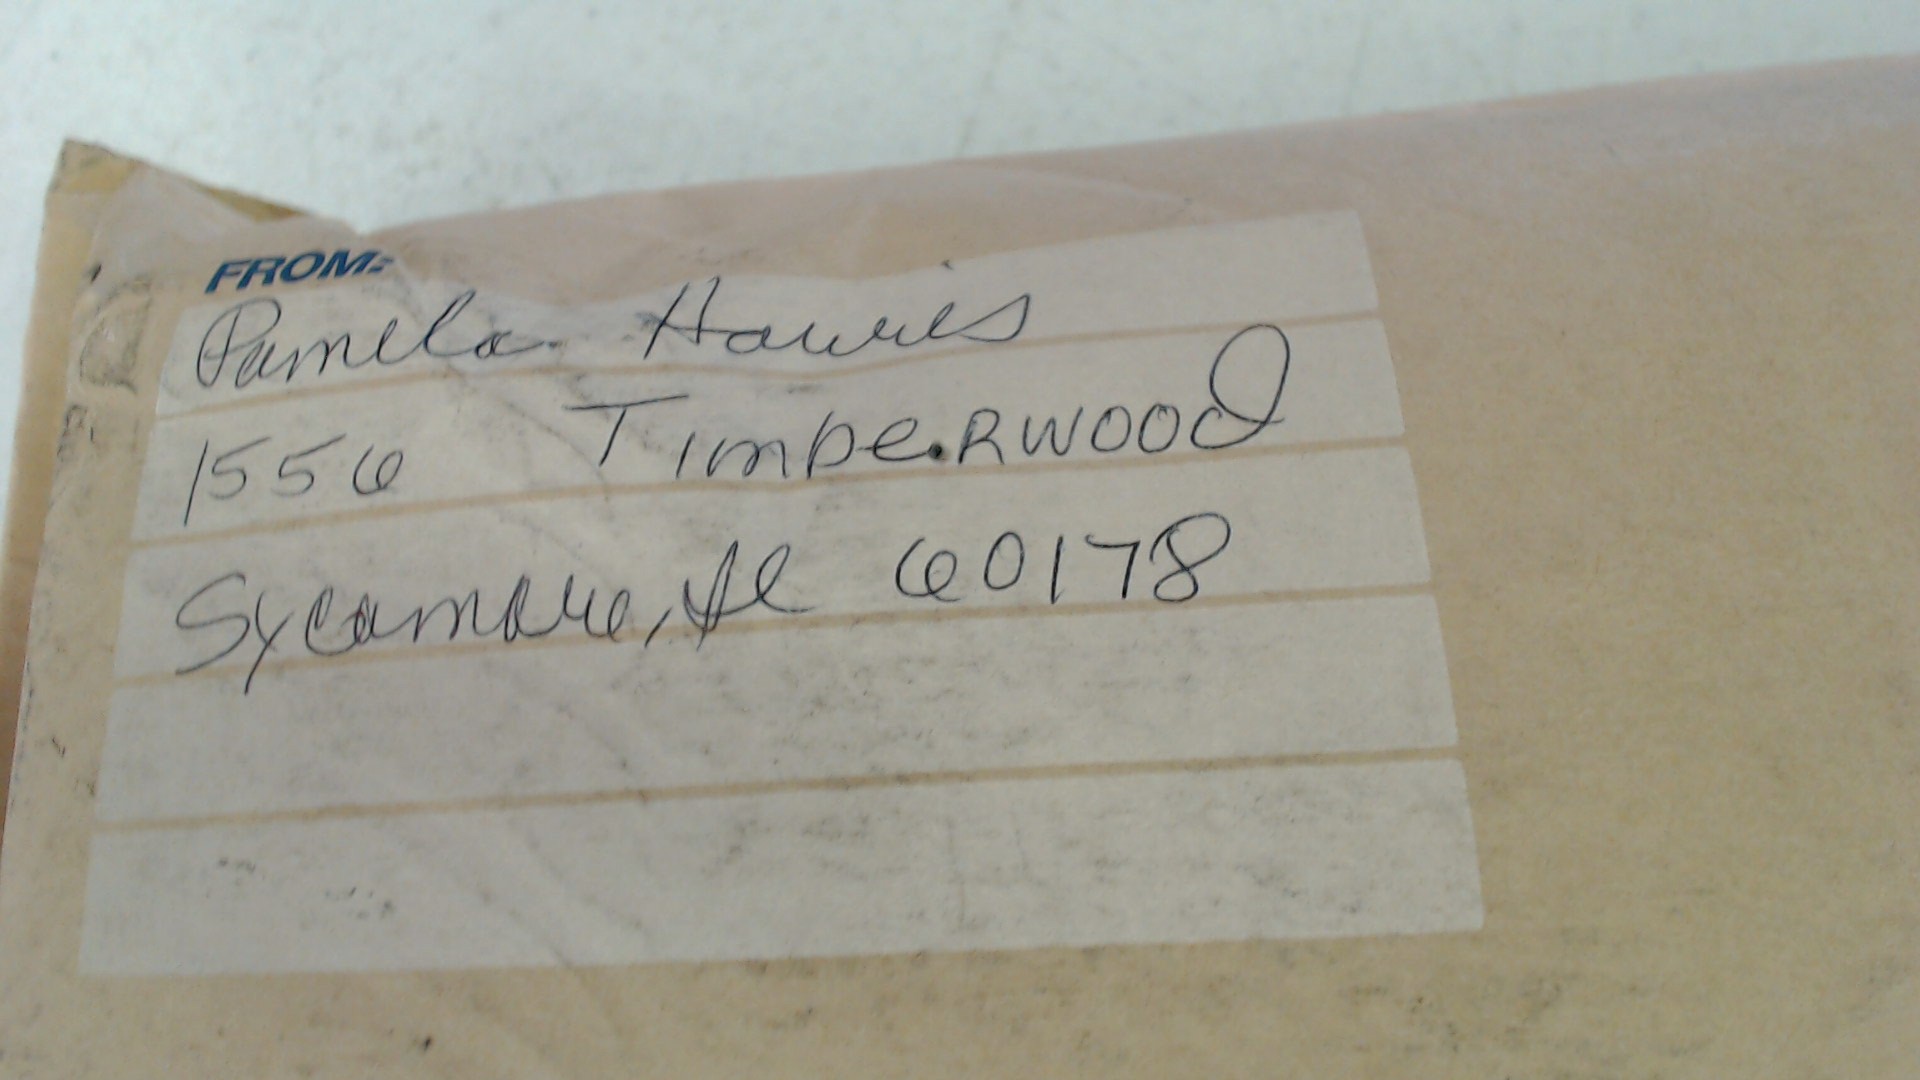 FROM:
Pamela Harris
1556 Timberwood
Sycamore, Il 60178